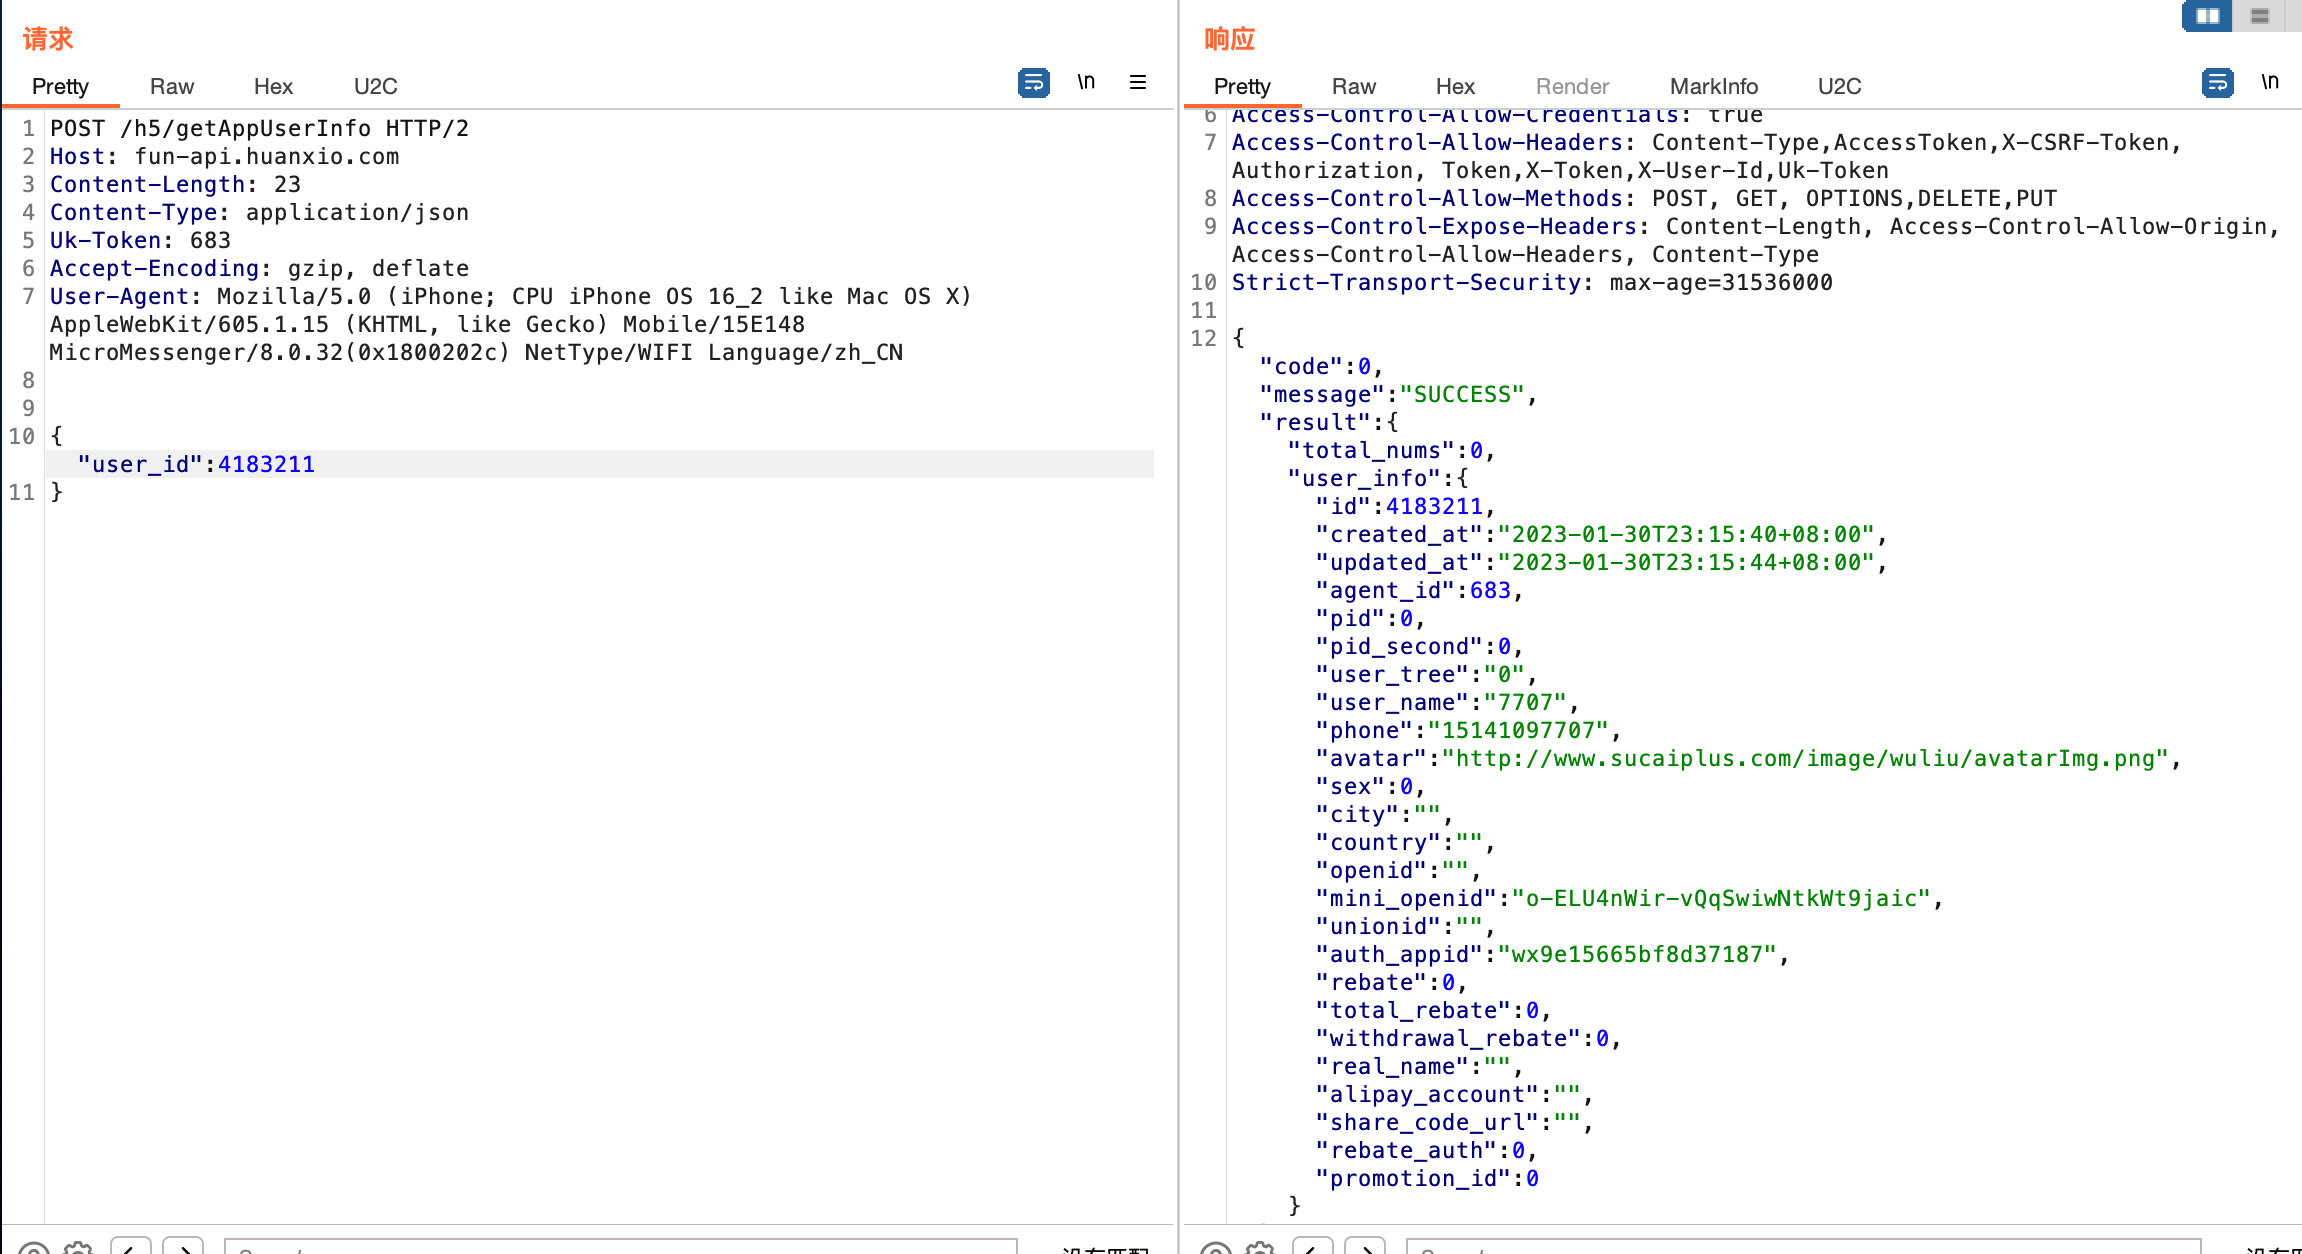 请求
Pretty Raw Hex U2C \n
1 POST /h5/getAppUserInfo HTTP/2
2 Host: fun-api.huanxio.com
3 Content-Length: 23
4 Content-Type: application/json
5 Uk-Token: 683
6 Accept-Encoding: gzip, deflate
7 User-Agent: Mozilla/5.0 (iPhone; CPU iPhone OS 16_2 like Mac OS X)
AppleWebKit/605.1.15 (KHTML, like Gecko) Mobile/15E148
MicroMessenger/8.0.32(0x1800202c) NetType/WIFI Language/zh_CN
8
9
10 {
"user_id":4183211
11 }
响应
Pretty Raw Hex Render MarkInfo U2C \n
6 Access-Control-Allow-Credentials: true
7 Access-Control-Allow-Headers: Content-Type,AccessToken,X-CSRF-Token,
Authorization, Token,X-Token,X-User-Id,Uk-Token
8 Access-Control-Allow-Methods: POST, GET, OPTIONS,DELETE,PUT
9 Access-Control-Expose-Headers: Content-Length, Access-Control-Allow-Origin,
Access-Control-Allow-Headers, Content-Type
10 Strict-Transport-Security: max-age=31536000
11
12 {
"code":0,
"message":"SUCCESS",
"result":{
"total_nums":0,
"user_info":{
"id":4183211,
"created_at":"2023-01-30T23:15:40+08:00",
"updated_at":"2023-01-30T23:15:44+08:00",
"agent_id":683,
"pid":0,
"pid_second":0,
"user_tree":"0",
"user_name":"7707",
"phone":"15141097707",
"avatar":"http://www.sucaiplus.com/image/wuliu/avatarImg.png",
"sex":0,
"city":"",
"country":"",
"openid":"",
"mini_openid":"o-ELU4nWir-vQqSwiwNtkWt9jaic",
"unionid":"",
"auth_appid":"wx9e15665bf8d37187",
"rebate":0,
"total_rebate":0,
"withdrawal_rebate":0,
"real_name":"",
"alipay_account":"",
"share_code_url":"",
"rebate_auth":0,
"promotion_id":0
}